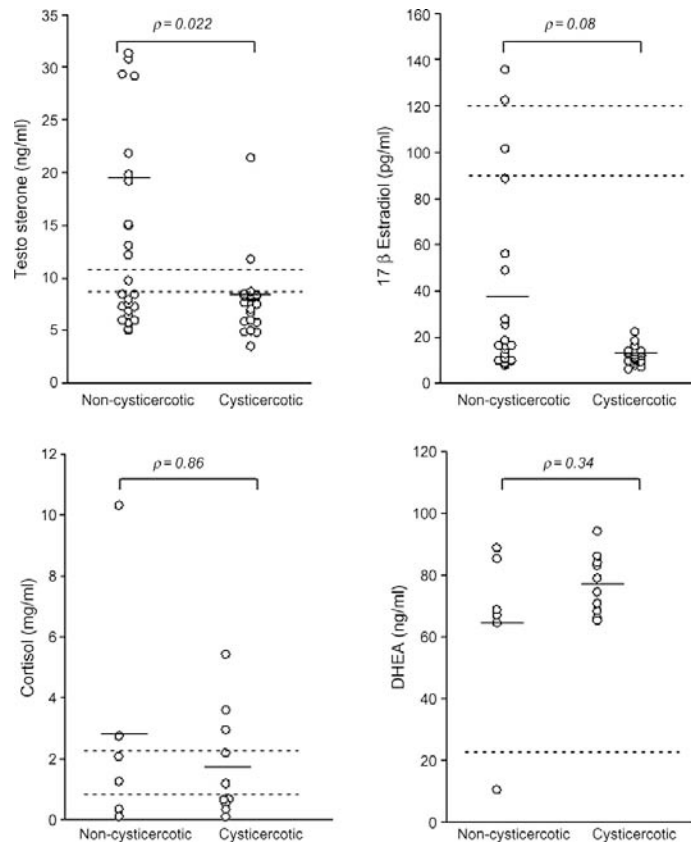 ρ = 0.022
Testo sterone (ng/ml)
35
30
25
20
15
10
5
0
Non-cysticercotic Cysticercotic
ρ = 0.08
17 β Estradiol (pg/ml)
160
140
120
100
80
60
40
20
0
Non-cysticercotic Cysticercotic
ρ = 0.86
Cortisol (mg/ml)
12
10
8
6
4
2
0
Non-cysticercotic Cysticercotic
ρ = 0.34
DHEA (ng/ml)
120
100
80
60
40
20
0
Non-cysticercotic Cysticercotic